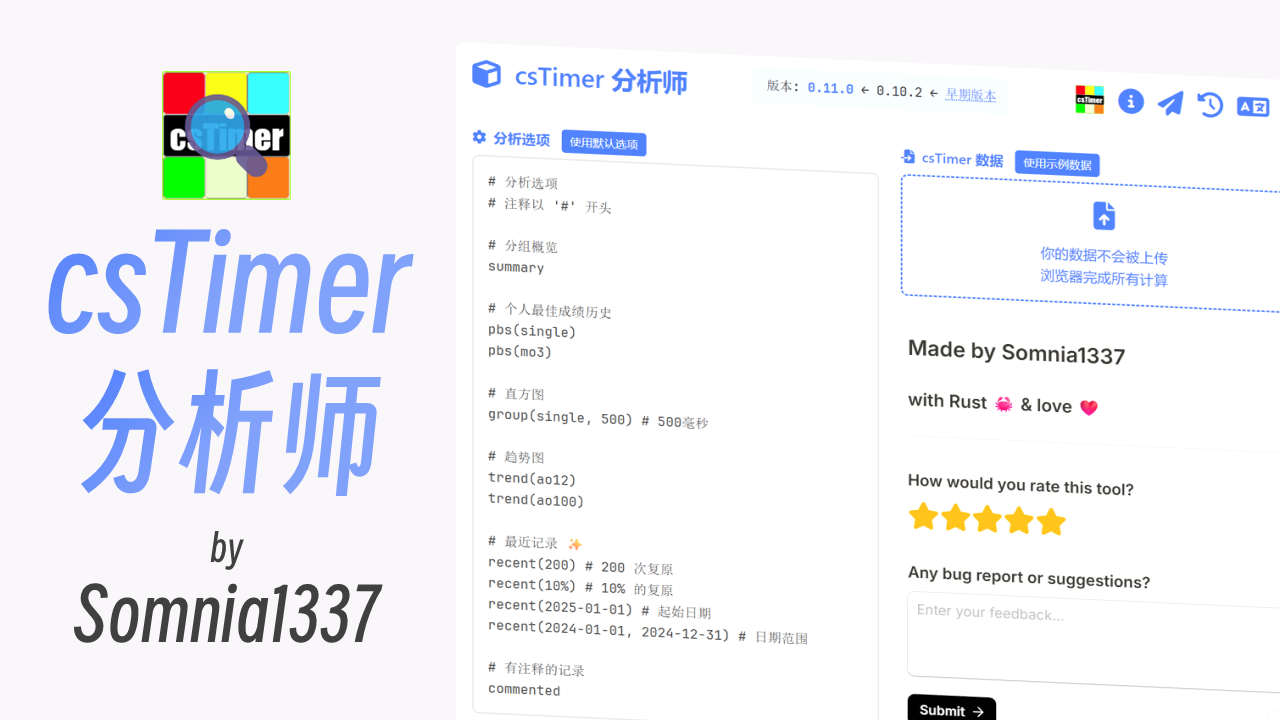 csTimer
csTimer
分析师
by
Somnia1337
csTimer 分析师
版本: 0.11.0 ← 0.10.2 ← 早期版本
csTimer
A
分析选项
使用默认选项
# 分析选项
# 注释以 '#' 开头
# 分组概览
summary
# 个人最佳成绩历史
pbs(single)
pbs(mo3)
# 直方图
group(single, 500) # 500毫秒
# 趋势图
trend(ao12)
trend(ao100)
# 最近记录 ✨
recent(200) # 200 次复原
recent(10%) # 10% 的复原
recent(2025-01-01) # 起始日期
recent(2024-01-01, 2024-12-31) # 日期范围
# 有注释的记录
commented
csTimer 数据
使用示例数据
你的数据不会被上传
浏览器完成所有计算
Made by Somnia1337
with Rust 🦀 & love 💗
How would you rate this tool?
Any bug report or suggestions?
Enter your feedback...
Submit →